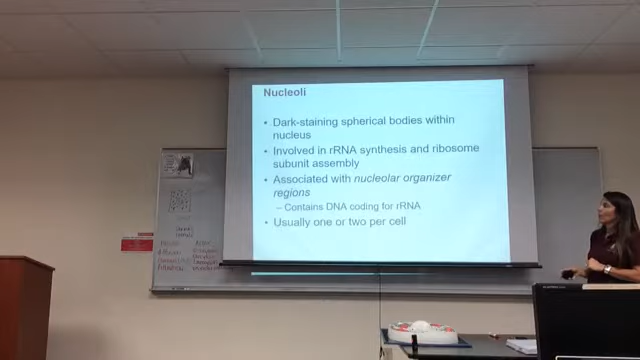 Nucleoli
• Dark-staining spherical bodies within
nucleus
• Involved in rRNA synthesis and ribosome
subunit assembly
• Associated with nucleolar organizer
regions
– Contains DNA coding for rRNA
• Usually one or two per cell